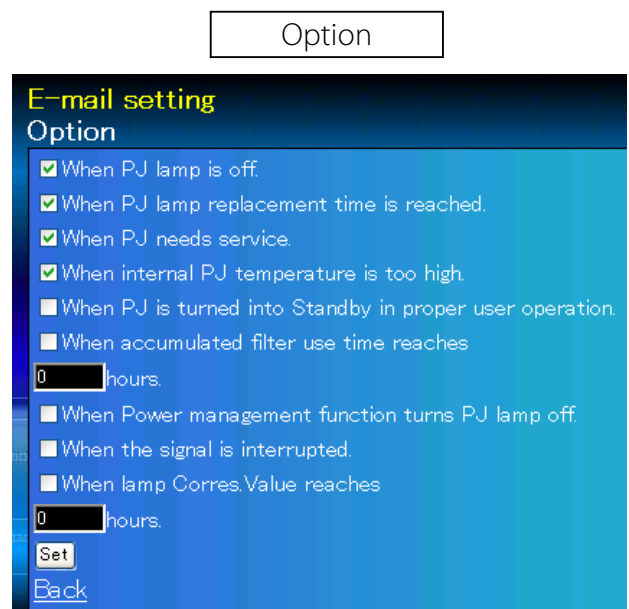 Option
E-mail setting
Option
When PJ lamp is off.
When PJ lamp replacement time is reached.
When PJ needs service.
When internal PJ temperature is too high.
When PJ is turned into Standby in proper user operation.
When accumulated filter use time reaches
0 hours.
When Power management function turns PJ lamp off.
When the signal is interrupted.
When lamp Corres.Value reaches
0 hours.
Set
Back